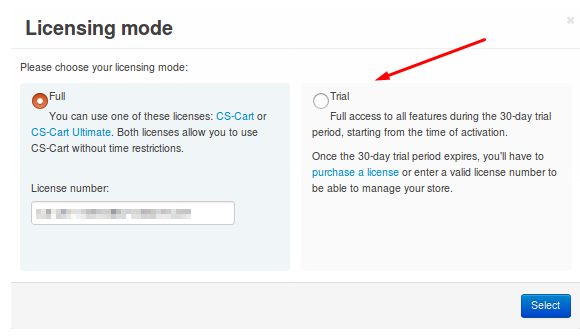 Licensing mode
Please choose your licensing mode:
Full
You can use one of these licenses: CS-Cart or
CS-Cart Ultimate. Both licenses allow you to use
CS-Cart without time restrictions.
License number:
Trial
Full access to all features during the 30-day trial
period, starting from the time of activation.
Once the 30-day trial period expires, you'll have to
purchase a license or enter a valid license number to
be able to manage your store.
Select